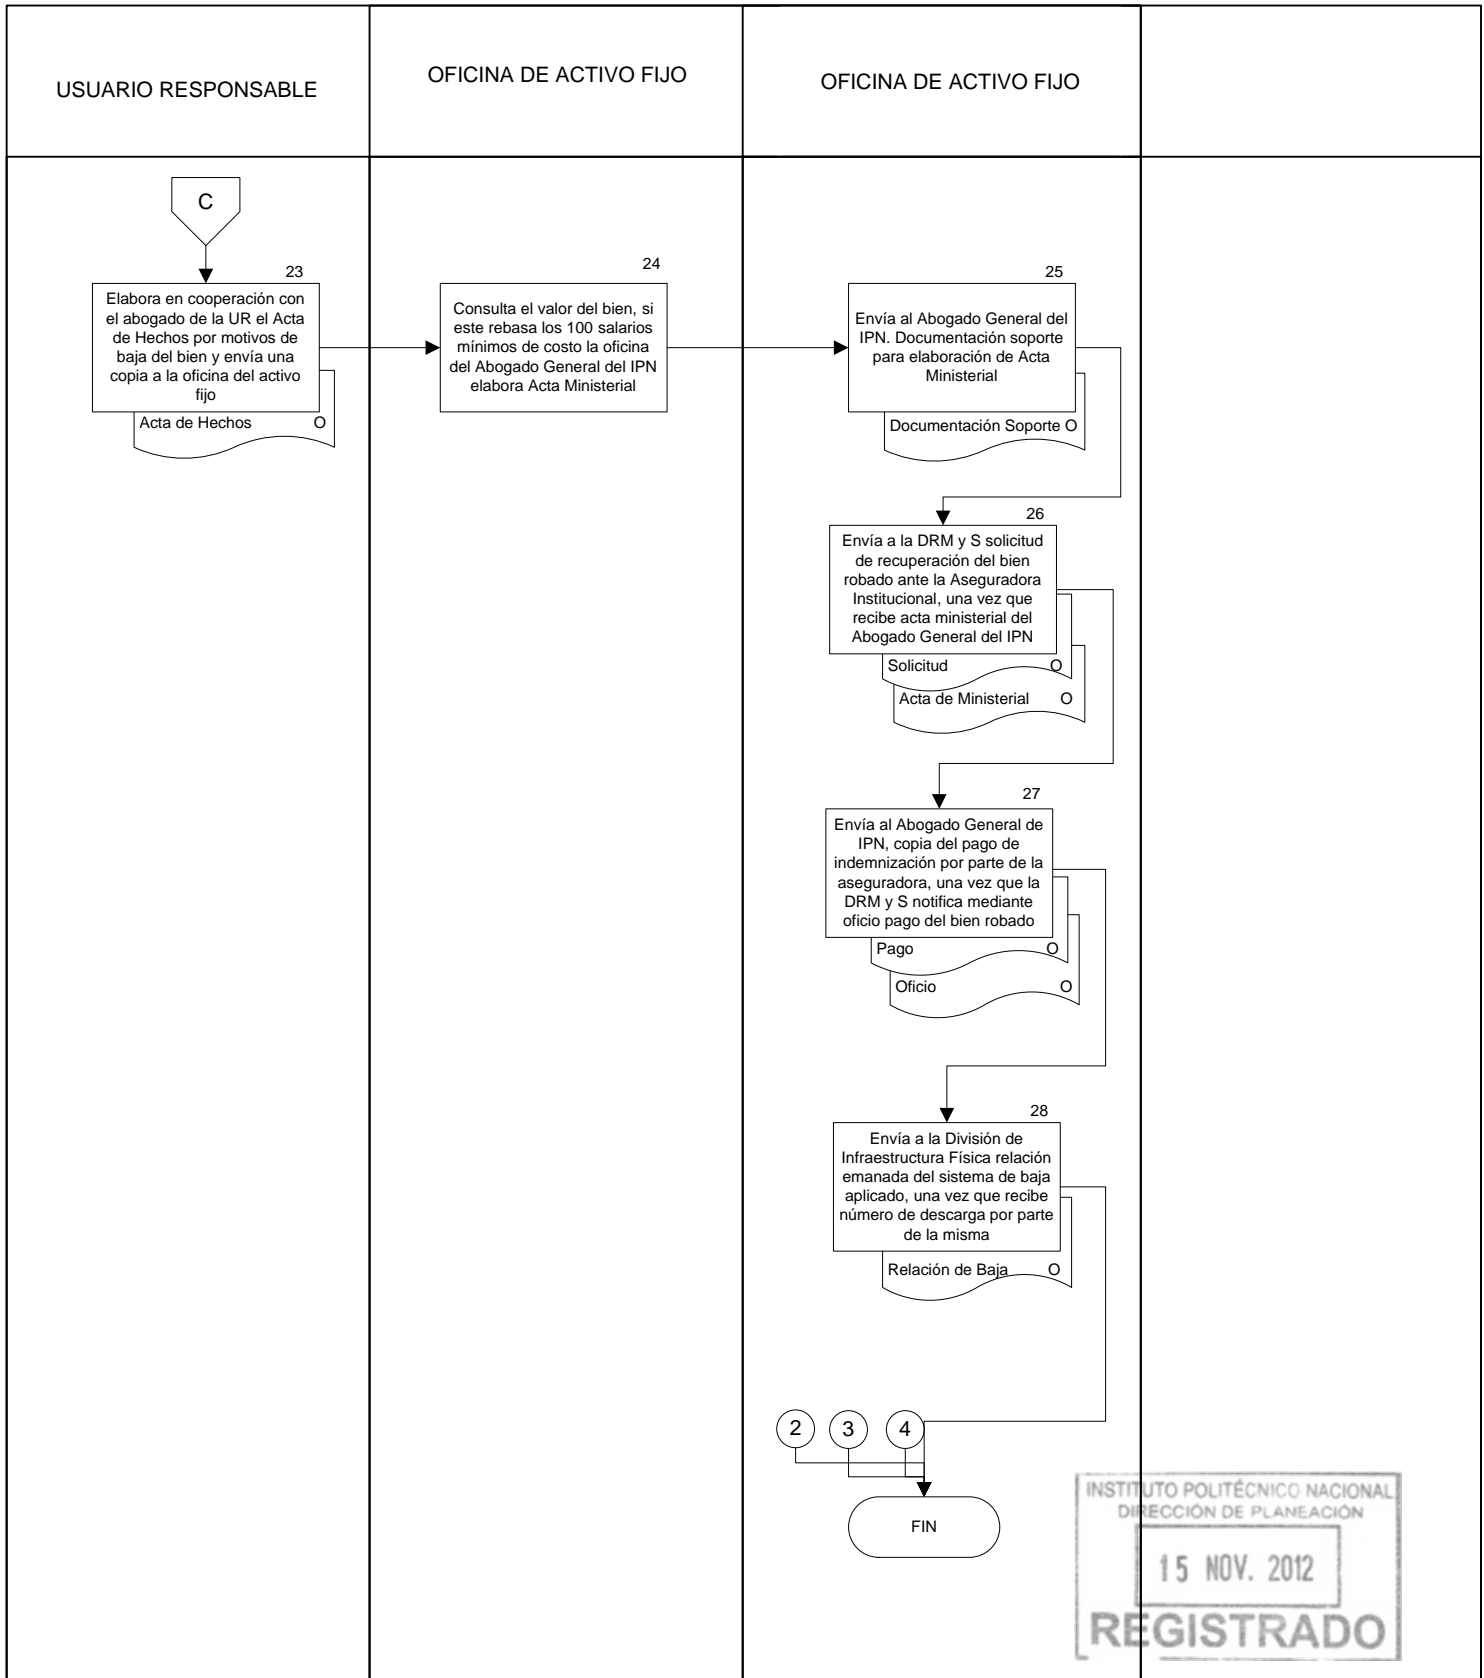 USUARIO RESPONSABLE
OFICINA DE ACTIVO FIJO
OFICINA DE ACTIVO FIJO
C
23
Elabora en cooperación con
el abogado de la UR el Acta
de Hechos por motivos de
baja del bien y envía una
copia a la oficina del activo
fijo
Acta de Hechos O
24
Consulta el valor del bien, si
este rebasa los 100 salarios
mínimos de costo la oficina
del Abogado General del IPN
elabora Acta Ministerial
25
Envía al Abogado General del
IPN. Documentación soporte
para elaboración de Acta
Ministerial
Documentación Soporte O
26
Envía a la DRM y S solicitud
de recuperación del bien
robado ante la Aseguradora
Institucional, una vez que
recibe acta ministerial del
Abogado General del IPN
Solicitud O
Acta de Ministerial O
27
Envía al Abogado General de
IPN, copia del pago de
indemnización por parte de la
aseguradora, una vez que la
DRM y S notifica mediante
oficio pago del bien robado
Pago O
Oficio O
28
Envía a la División de
Infraestructura Física relación
emanada del sistema de baja
aplicado, una vez que recibe
número de descarga por parte
de la misma
Relación de Baja O
2 3 4
FIN
INSTITUTO POLITÉCNICO NACIONAL
DIRECCIÓN DE PLANEACIÓN
15 NOV. 2012
REGISTRADO